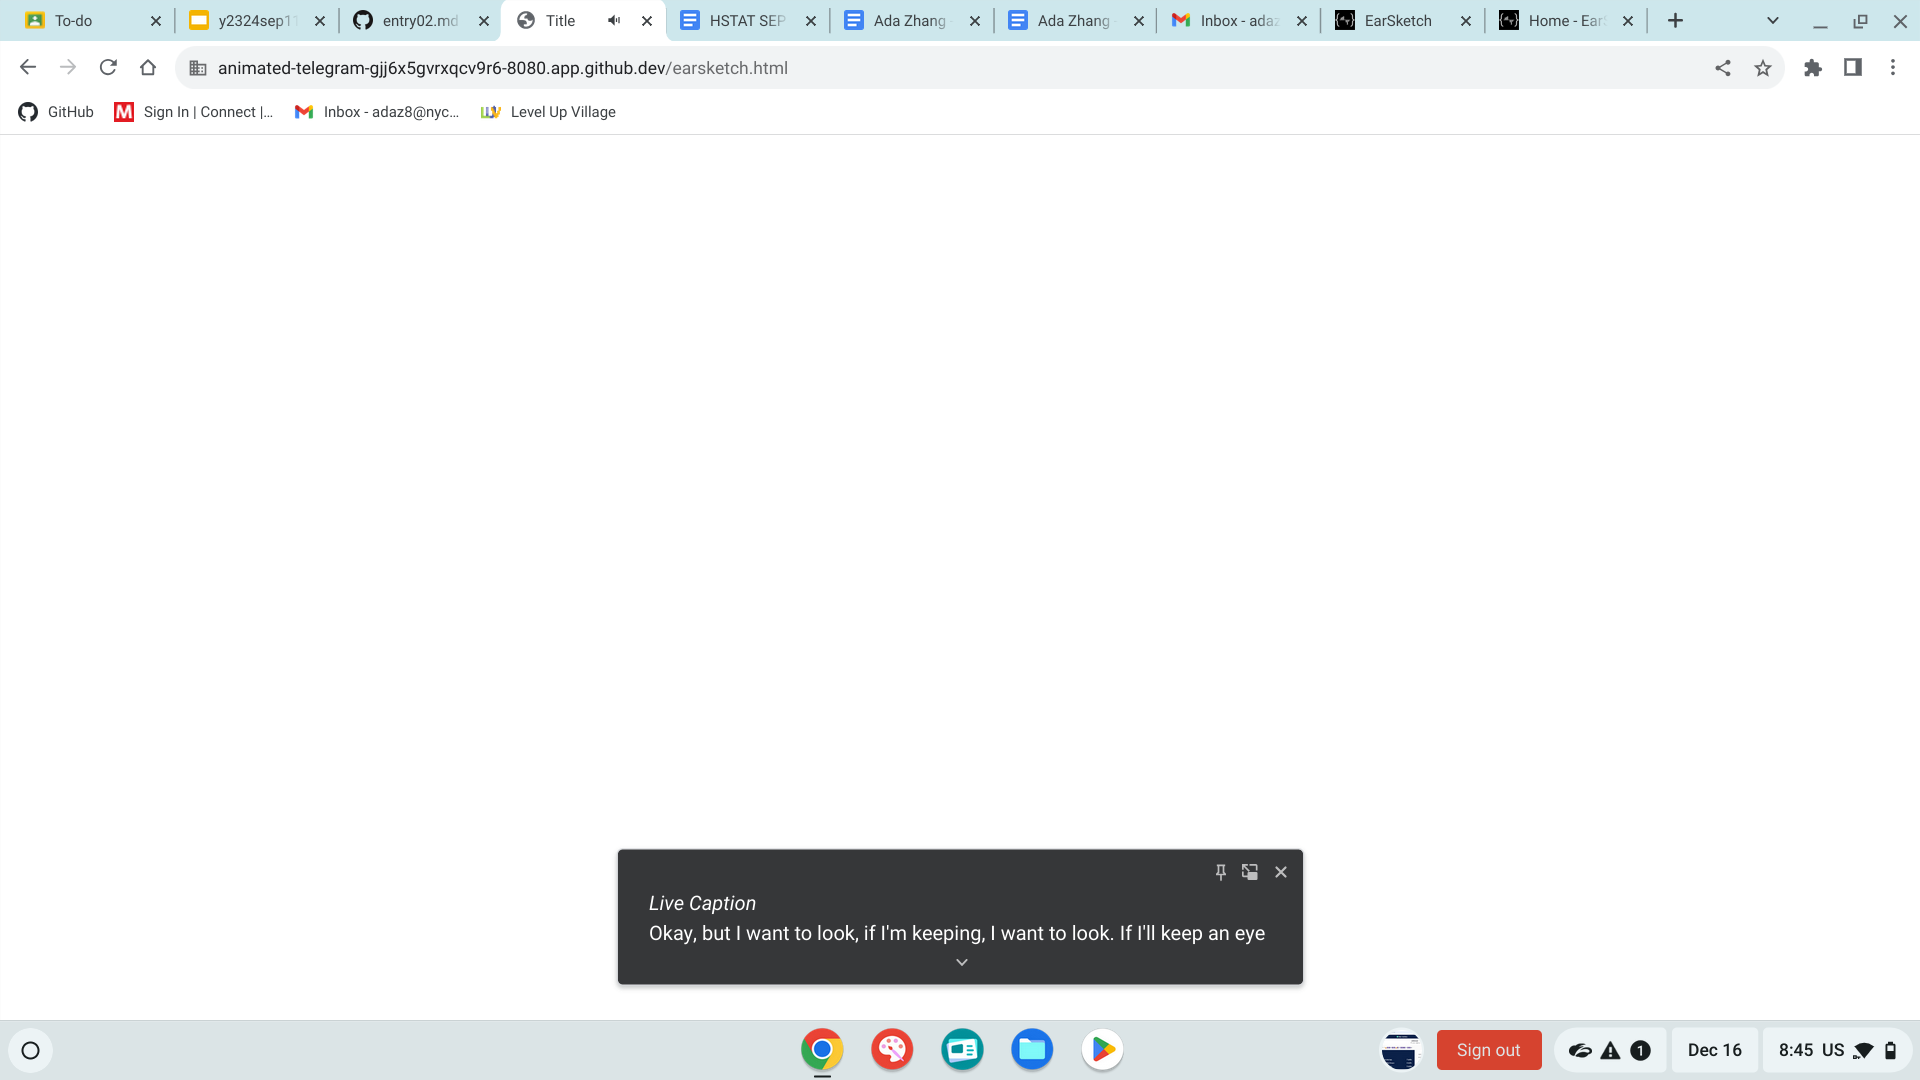 To-do
y2324sep11
entry02.md
Title
HSTAT SEP
Ada Zhang
Ada Zhang
Inbox - adaz
EarSketch
Home - Ear
animated-telegram-gjj6x5gvrxqcv9r6-8080.app.github.dev/earsketch.html
GitHub
M Sign In | Connect |...
Inbox - adaz8@nyc...
LUV Level Up Village
Live Caption
Okay, but I want to look, if I'm keeping, I want to look. If I'll keep an eye
Sign out
1
Dec 16
8:45 US